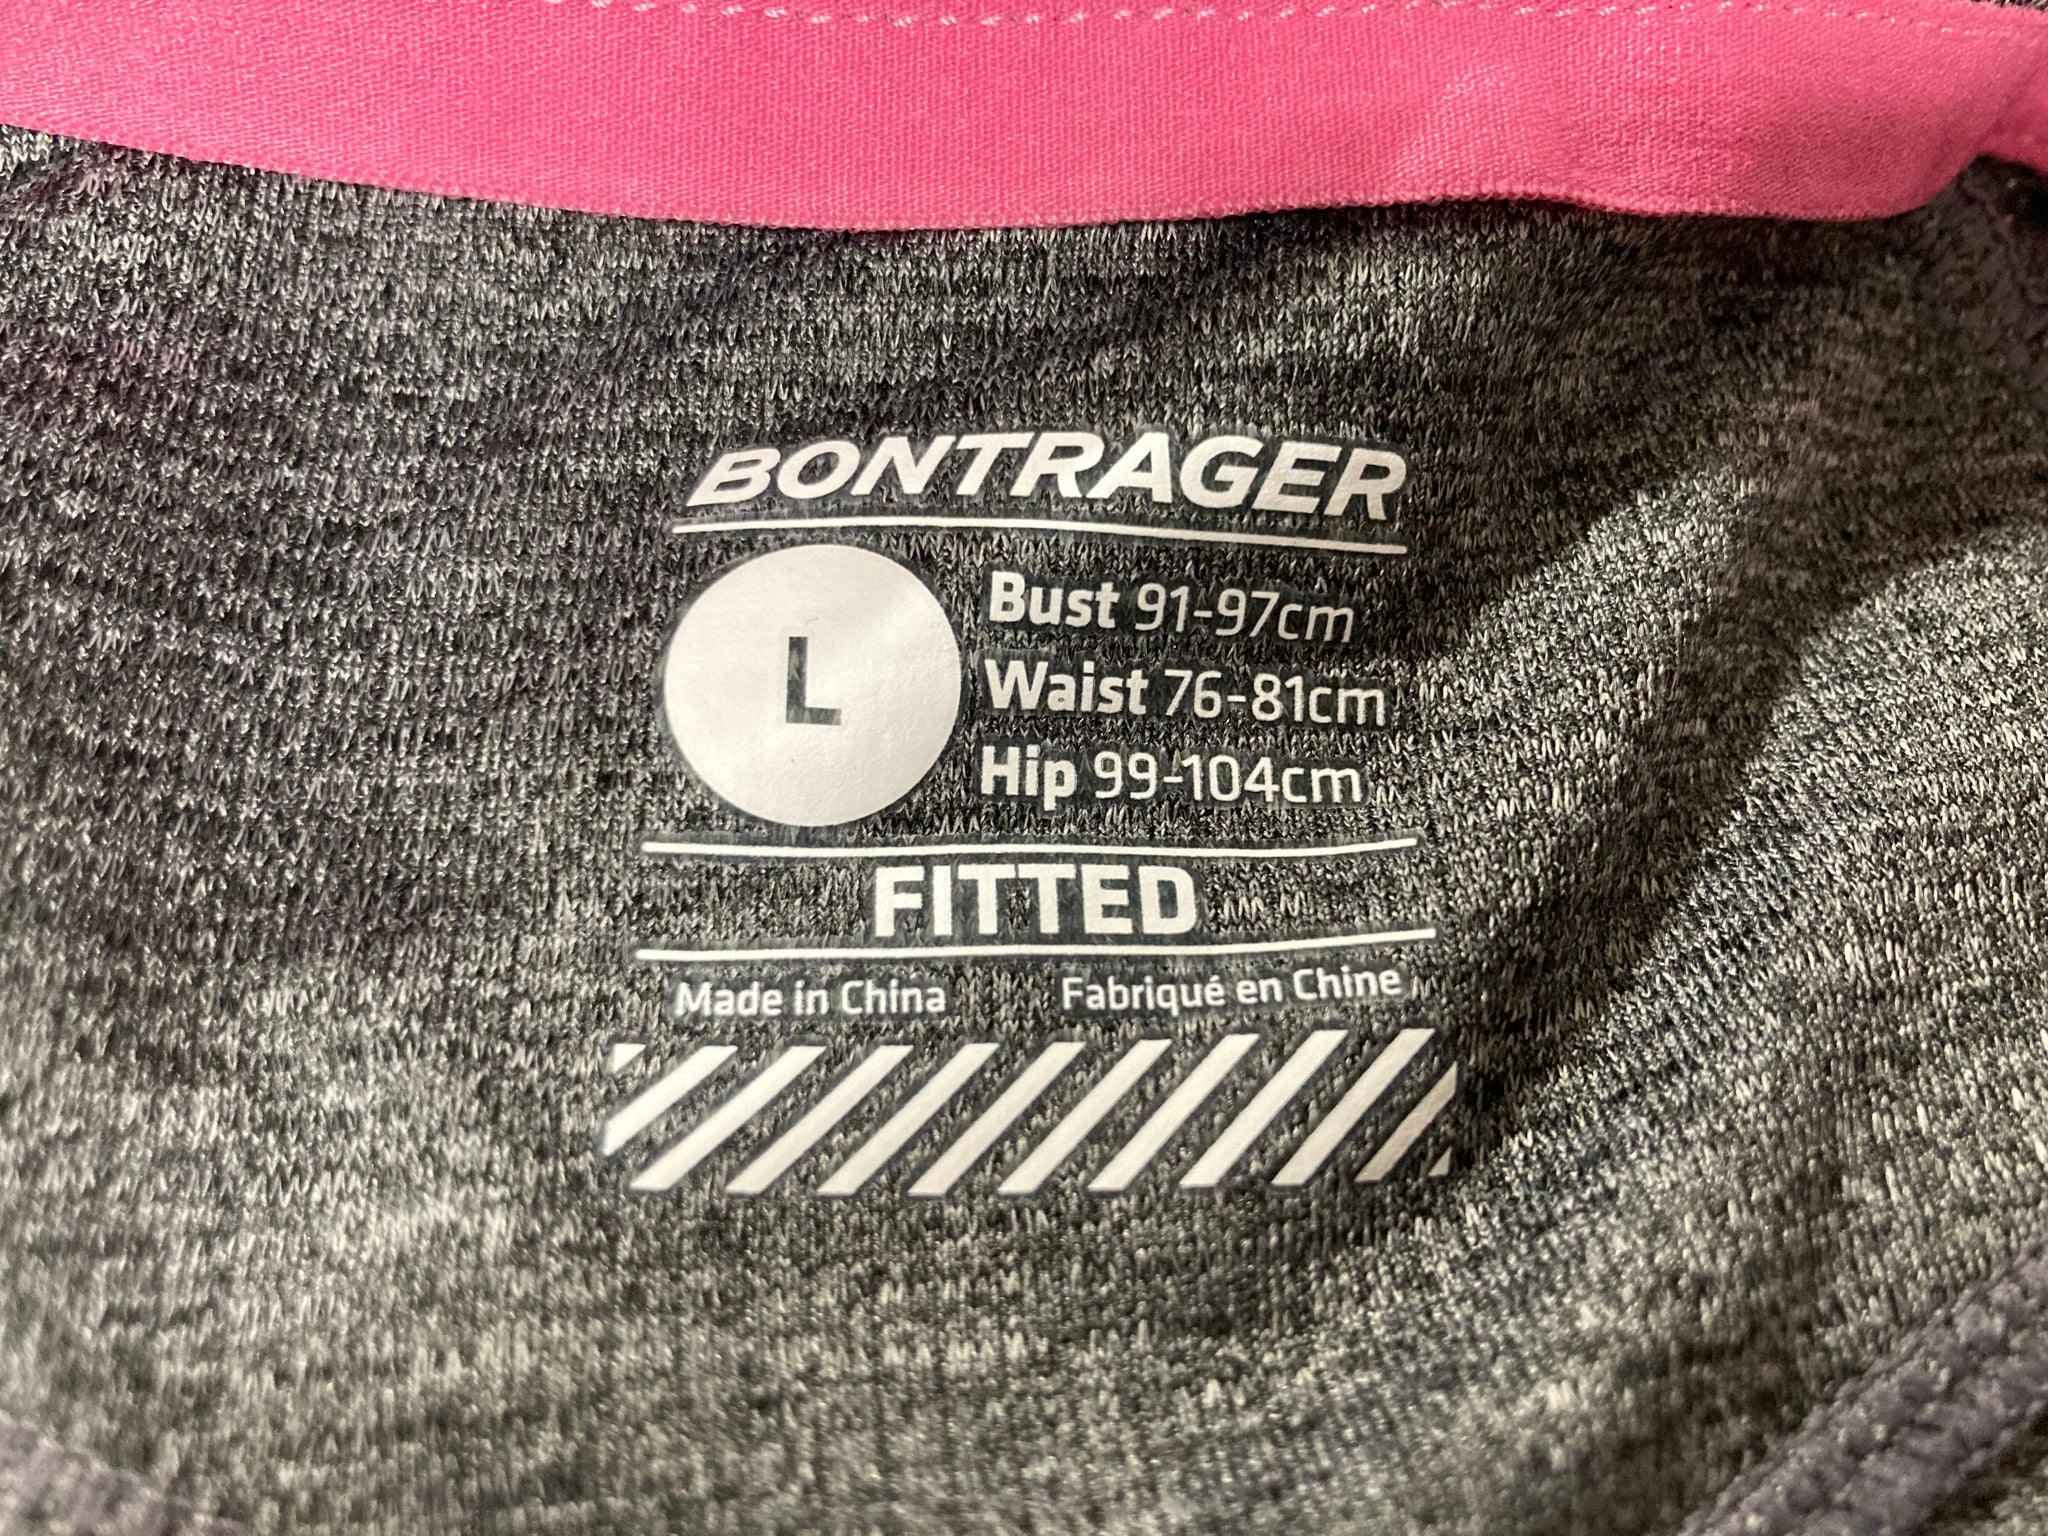 BONTRAGER
L
Bust 91-97cm
Waist 76-81cm
Hip 99-104cm
FITTED
Made in China Fabriqué en Chine